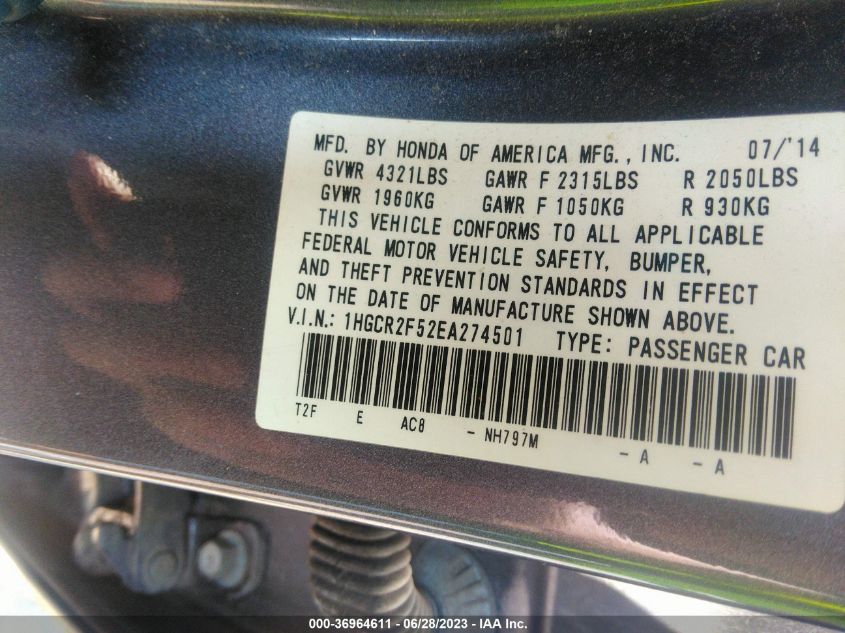 MFD. BY HONDA OF AMERICA MFG., INC. 07/'14
GVWR 4321LBS GAWR F 2315LBS R 2050LBS
GVWR 1960KG GAWR F 1050KG R 930KG
THIS VEHICLE CONFORMS TO ALL APPLICABLE
FEDERAL MOTOR VEHICLE SAFETY, BUMPER,
AND THEFT PREVENTION STANDARDS IN EFFECT
ON THE DATE OF MANUFACTURE SHOWN ABOVE.
V.I.N.: 1HGCR2F52EA274501 TYPE: PASSENGER CAR
T2F E AC8 - NH797M - A - A
000-36964611 - 06/28/2023 - IAA Inc.